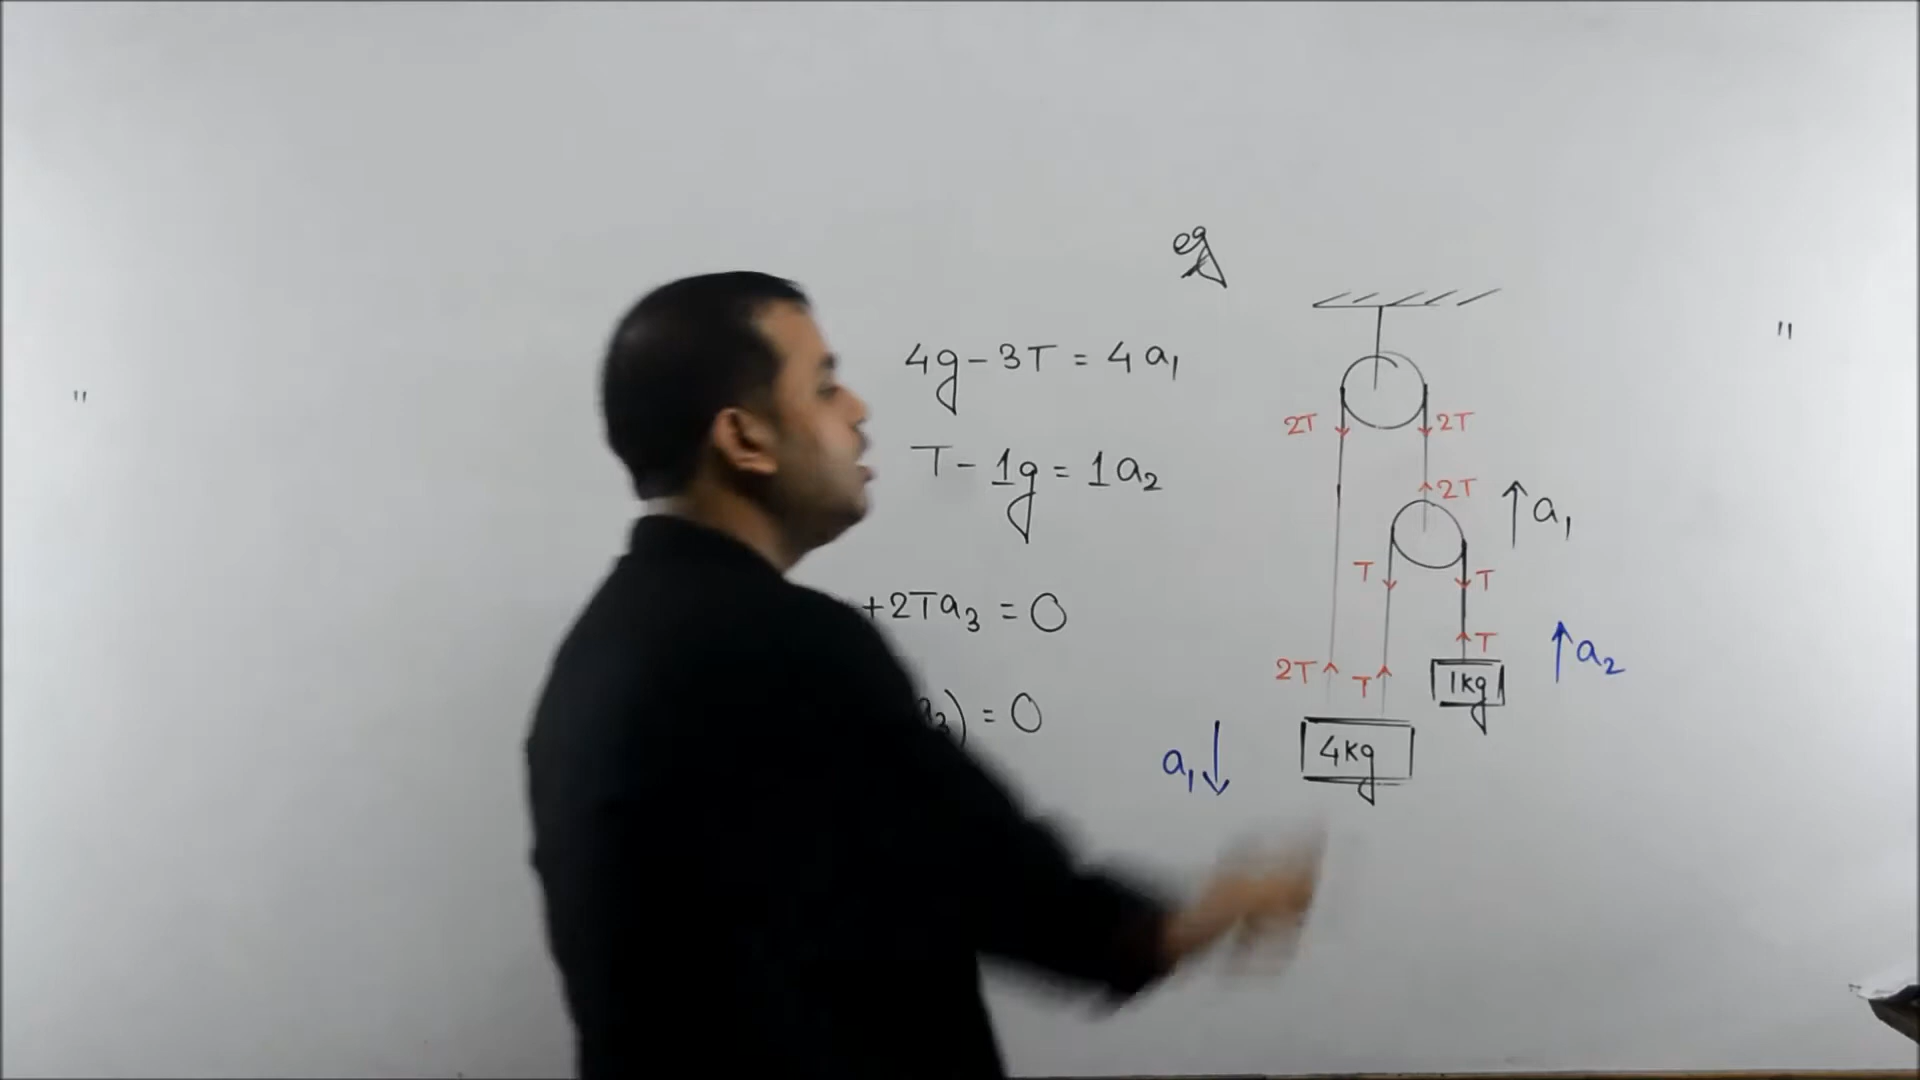 eg
4g - 3T = 4a₁
T - 1g = 1a₂
+2Ta₃ = 0
a₃) = 0
2T 2T
2T
a₁
T T
T
2T T
a₂
1kg
4kg
a₁